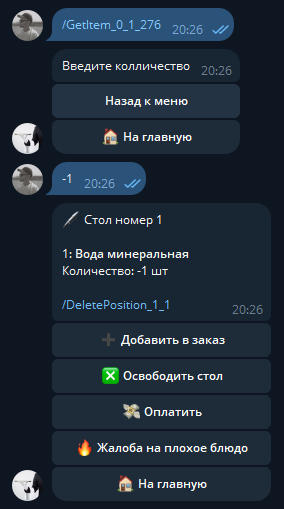 /GetItem_0_1_276 20:26
Введите колличество 20:26
Назад к меню
🏠 На главную
-1 20:26
Стол номер 1
1: Вода минеральная
Количество: -1 шт
/DeletePosition_1_1
20:26
➕ Добавить в заказ
❎ Освободить стол
💸 Оплатить
🔥 Жалоба на плохое блюдо
🏠 На главную